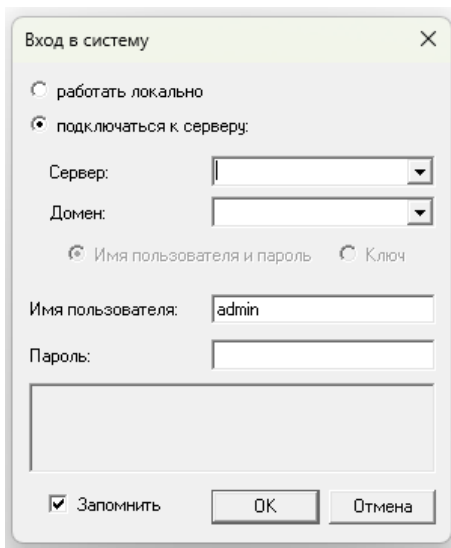 Вход в систему
работать локально
подключаться к серверу:
Сервер:
Домен:
Имя пользователя и пароль Ключ
Имя пользователя: admin
Пароль:
Запомнить OK Отмена